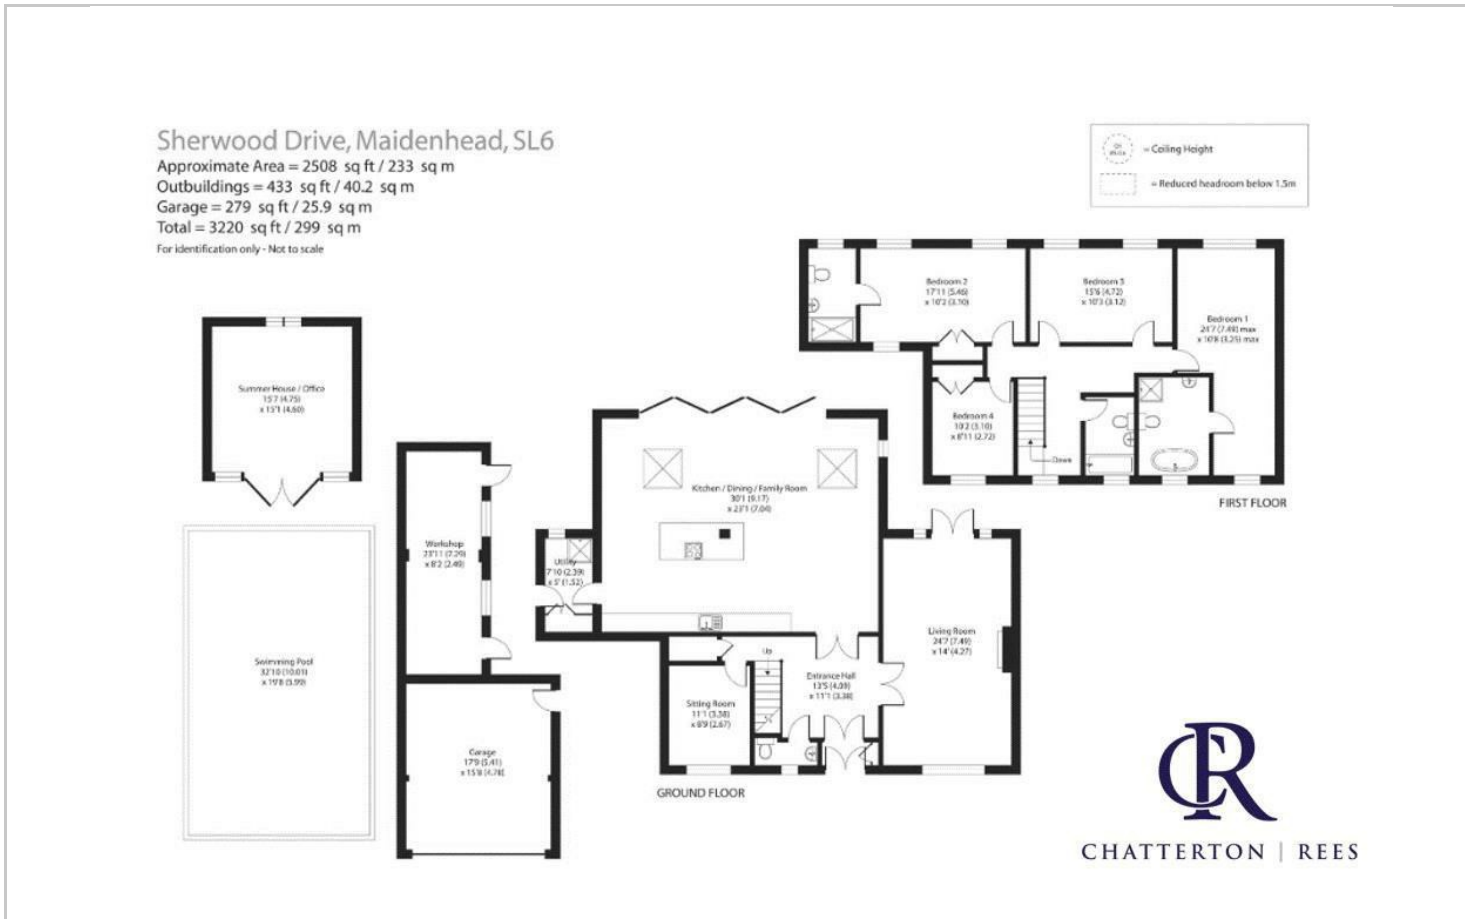 Sherwood Drive, Maidenhead, SL6
Approximate Area = 2508 sq ft / 233 sq m
Outbuildings = 433 sq ft / 40.2 sq m
Garage = 279 sq ft / 25.9 sq m
Total = 3220 sq ft / 299 sq m
For identification only - Not to scale
= Ceiling Height
= Reduced headroom below 1.5m
Bedroom 2
17'11 (5.46)
x 10'2 (3.10)
Bedroom 3
15'6 (4.72)
x 10'3 (3.12)
Bedroom 1
24'7 (7.49) max
x 10'8 (3.25) max
Bedroom 4
10'2 (3.10)
x 8'11 (2.72)
Down
FIRST FLOOR
Summer House / Office
15'7 (4.75)
x 15'1 (4.60)
Kitchen / Dining / Family Room
30'1 (9.17)
x 23'1 (7.04)
Workshop
23'11 (7.29)
x 8'2 (2.49)
Utility
7'10 (2.39)
x 5' (1.52)
Living Room
24'7 (7.49)
x 14' (4.27)
Swimming Pool
32'10 (10.01)
x 19'8 (5.99)
Up
Entrance Hall
13'5 (4.09)
x 11'1 (3.38)
Sitting Room
11'1 (3.38)
x 8'9 (2.67)
Garage
17'9 (5.41)
x 15'8 (4.78)
GROUND FLOOR
CR
CHATTERTON | REES